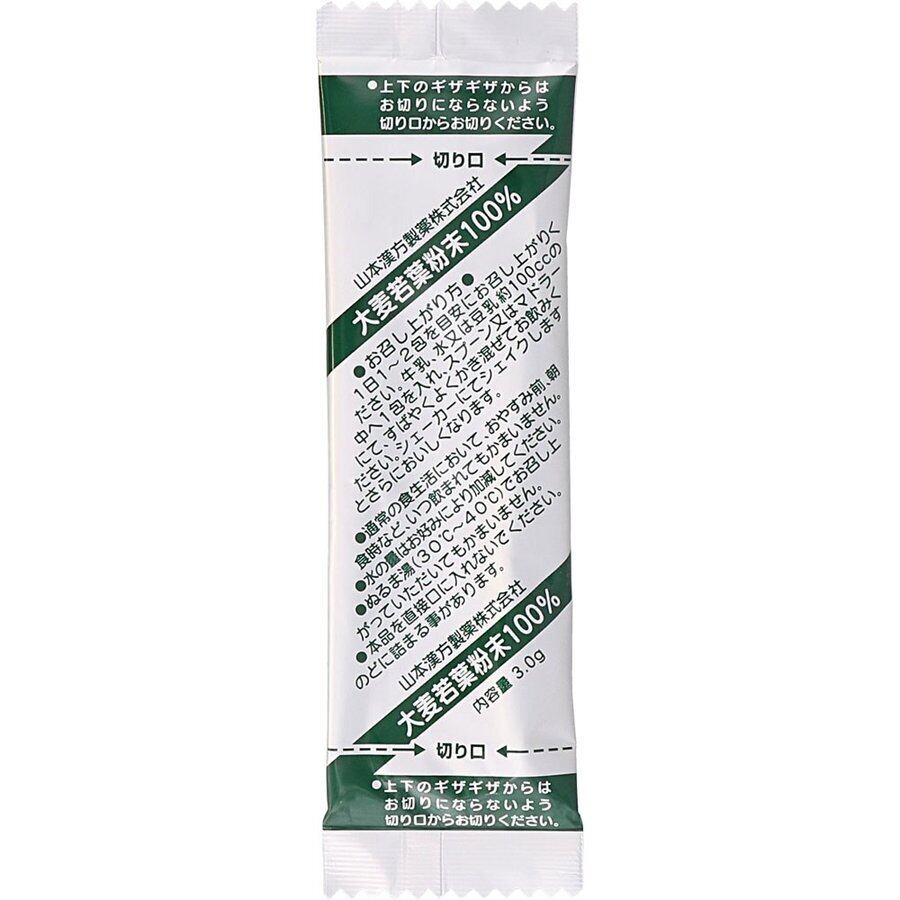 ●上下のギザギザからは
お切りにならないよう
切り口からお切りください。
切り口
山本漢方製薬株式会社
大麦若葉粉末100%
●お召し上がり方●
1日1〜2包を目安にお召し上がりく
ださい。牛乳、水又は豆乳約100ccの
中へ1包を入れ、スプーン又はマドラー
にて、すばやくよくかき混ぜてお飲みく
ださい。シェーカーにてシェイクします
とさらにおいしくなります。
●通常の食生活において、おやすみ前、朝
食時など、いつ飲まれてもかまいません。
●水の量はお好みにより加減してください。
●ぬるま湯(30℃〜40℃)でお召し上
がっていただいてもかまいません。
●本品を直接口に入れないでください。
のどに詰まる事があります。
山本漢方製薬株式会社
大麦若葉粉末100%
内容量 3.0g
切り口
●上下のギザギザからは
お切りにならないよう
切り口からお切りください。